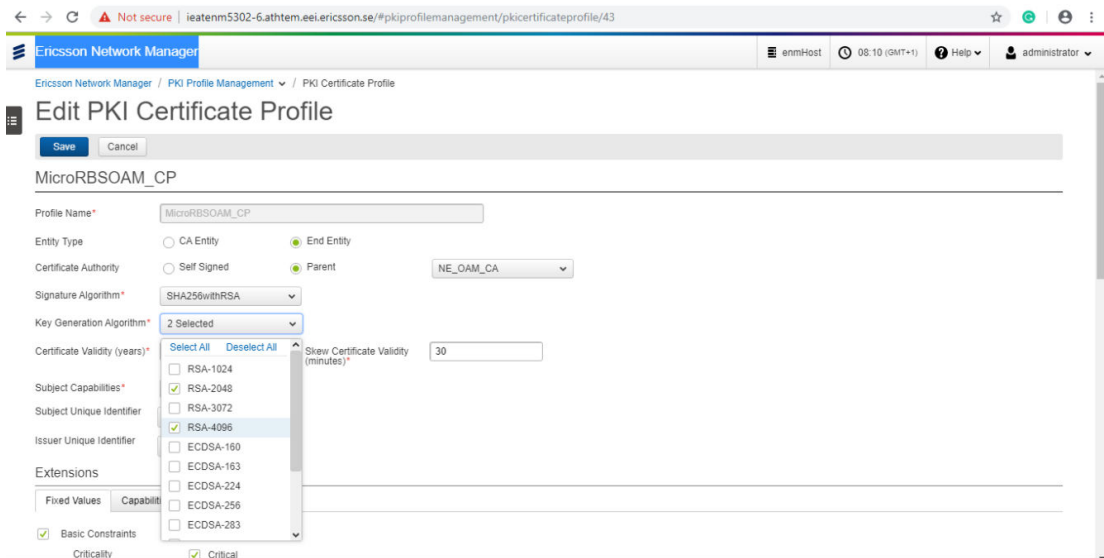 Not secure | ieatenm5302-6.athtem.eei.ericsson.se/#pkiprofilemanagement/pkicertificateprofile/43
Ericsson Network Manager enmHost 08:10 (GMT+1) Help administrator
Ericsson Network Manager / PKI Profile Management / PKI Certificate Profile
Edit PKI Certificate Profile
Save Cancel
MicroRBSOAM_CP
Profile Name* MicroRBSOAM_CP
Entity Type CA Entity End Entity
Certificate Authority Self Signed Parent NE_OAM_CA
Signature Algorithm* SHA256withRSA
Key Generation Algorithm* 2 Selected
Select All Deselect All
Certificate Validity (years)* Skew Certificate Validity (minutes)* 30
RSA-1024
Subject Capabilities* RSA-2048
Subject Unique Identifier RSA-3072
RSA-4096
Issuer Unique Identifier ECDSA-160
ECDSA-163
Extensions
ECDSA-224
Fixed Values Capabiliti ECDSA-256
ECDSA-283
Basic Constraints
Criticality Critical